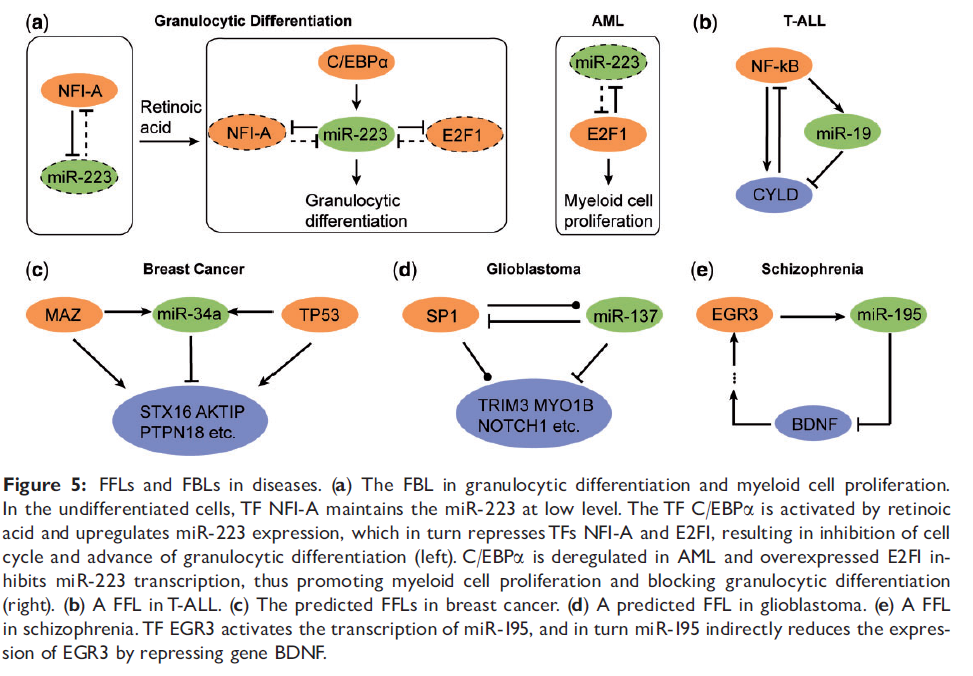 (a) Granulocytic Differentiation
AML
(b) T-ALL
NFI-A
miR-223
Retinoic
acid
C/EBPα
NFI-A
miR-223
E2F1
Granulocytic
differentiation
miR-223
E2F1
Myeloid cell
proliferation
NF-kB
miR-19
CYLD
(c) Breast Cancer
MAZ
miR-34a
TP53
STX16 AKTIP
PTPN18 etc.
(d) Glioblastoma
SP1
miR-137
TRIM3 MYO1B
NOTCH1 etc.
(e) Schizophrenia
EGR3
miR-195
BDNF
Figure 5: FFLs and FBLs in diseases. (a) The FBL in granulocytic differentiation and myeloid cell proliferation.
In the undifferentiated cells, TF NFI-A maintains the miR-223 at low level. The TF C/EBPα is activated by retinoic
acid and upregulates miR-223 expression, which in turn represses TFs NFI-A and E2FI, resulting in inhibition of cell
cycle and advance of granulocytic differentiation (left). C/EBPα is deregulated in AML and overexpressed E2FI in-
hibits miR-223 transcription, thus promoting myeloid cell proliferation and blocking granulocytic differentiation
(right). (b) A FFL in T-ALL. (c) The predicted FFLs in breast cancer. (d) A predicted FFL in glioblastoma. (e) A FFL
in schizophrenia. TF EGR3 activates the transcription of miR-195, and in turn miR-195 indirectly reduces the expres-
sion of EGR3 by repressing gene BDNF.